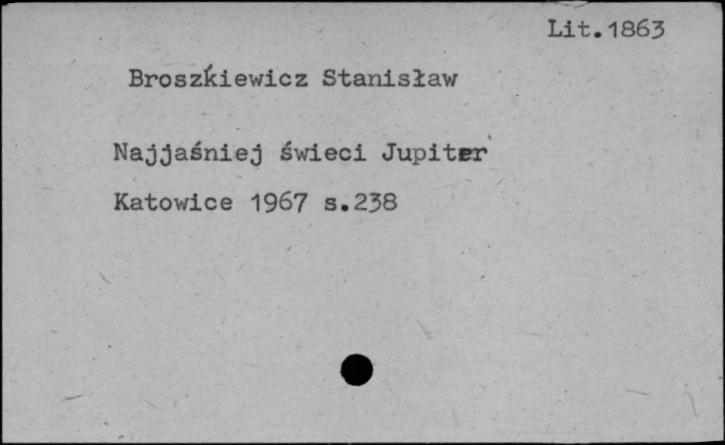 Lit.1863
Broszkiewicz Stanisław
Najjaśniej świeci Jupiter
Katowice 1967 s.238